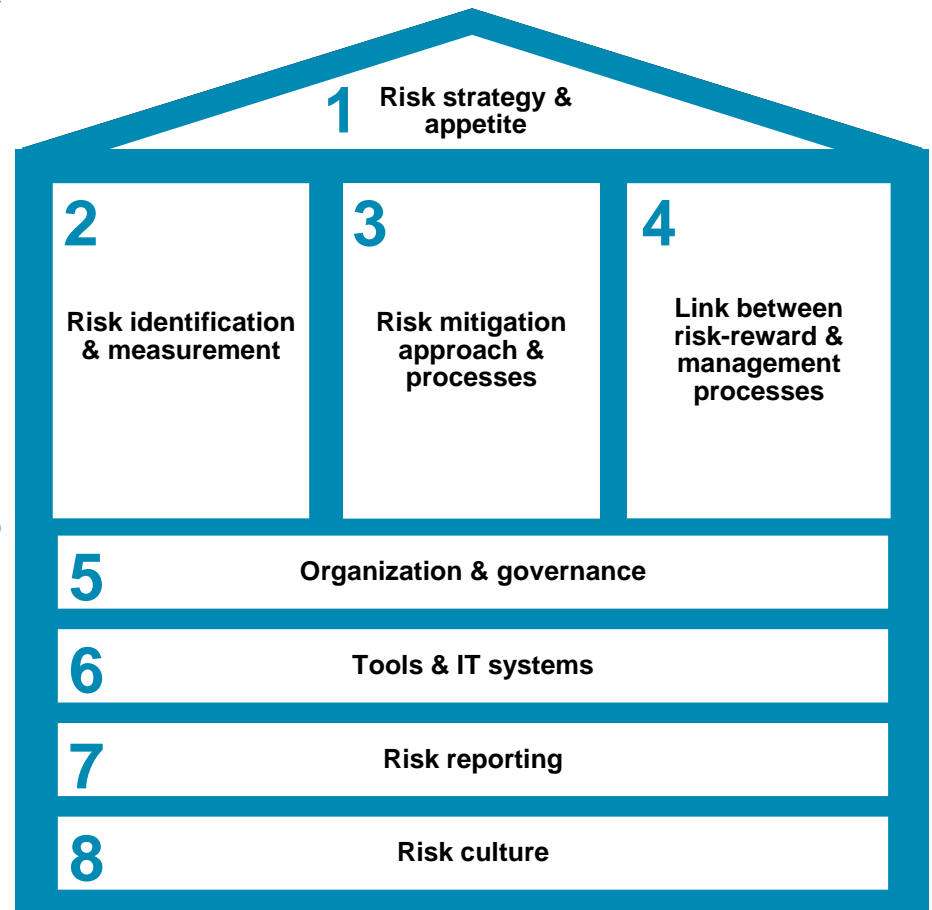 1
Risk strategy &
appetite
2
Risk identification
& measurement
3
Risk mitigation
approach &
processes
4
Link between
risk-reward &
management
processes
5
Organization & governance
6
Tools & IT systems
7
Risk reporting
8
Risk culture